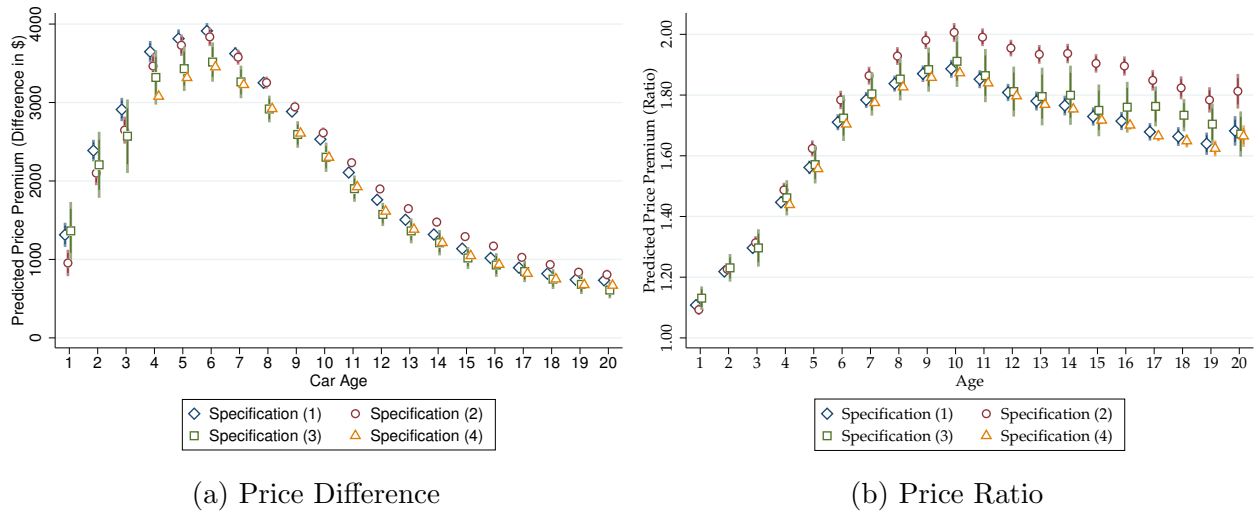 Predicted Price Premium (Difference in $)
4000
3000
2000
1000
0
1 2 3 4 5 6 7 8 9 10 11 12 13 14 15 16 17 18 19 20
Car Age
Specification (1) Specification (2)
Specification (3) Specification (4)
(a) Price Difference
Predicted Price Premium (Ratio)
2.00
1.80
1.60
1.40
1.20
1.00
1 2 3 4 5 6 7 8 9 10 11 12 13 14 15 16 17 18 19 20
Age
Specification (1) Specification (2)
Specification (3) Specification (4)
(b) Price Ratio